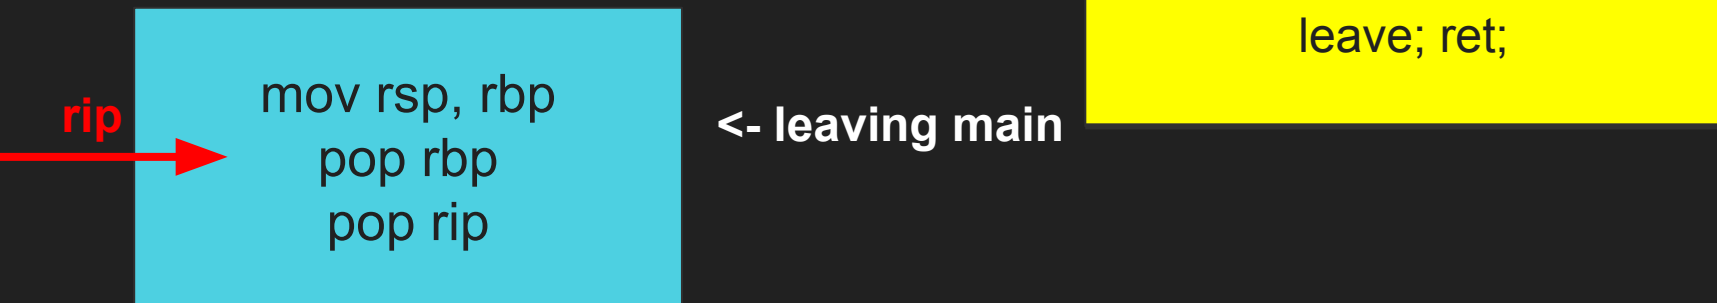 leave; ret;
mov rsp, rbp
rip
<- leaving main
pop rbp
pop rip